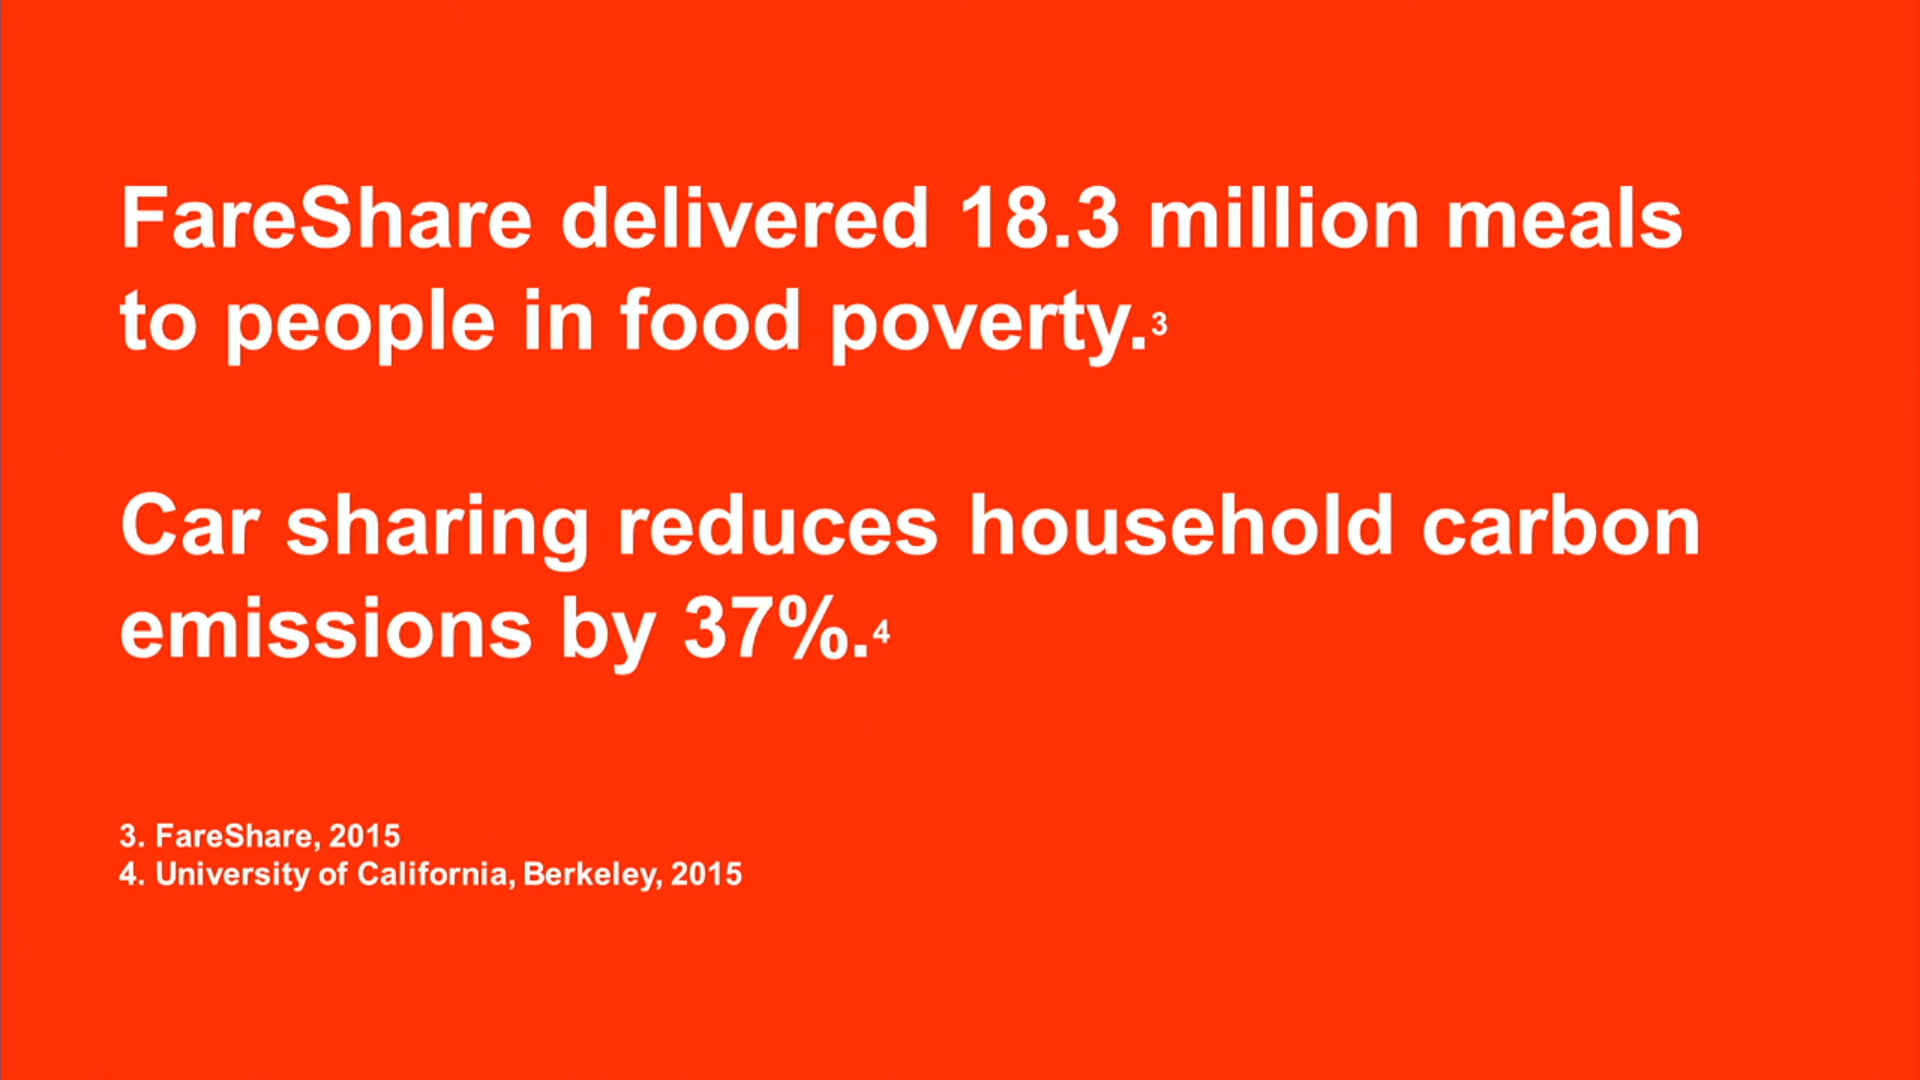 FareShare delivered 18.3 million meals
to people in food poverty.3
Car sharing reduces household carbon
emissions by 37%.4
3. FareShare, 2015
4. University of California, Berkeley, 2015